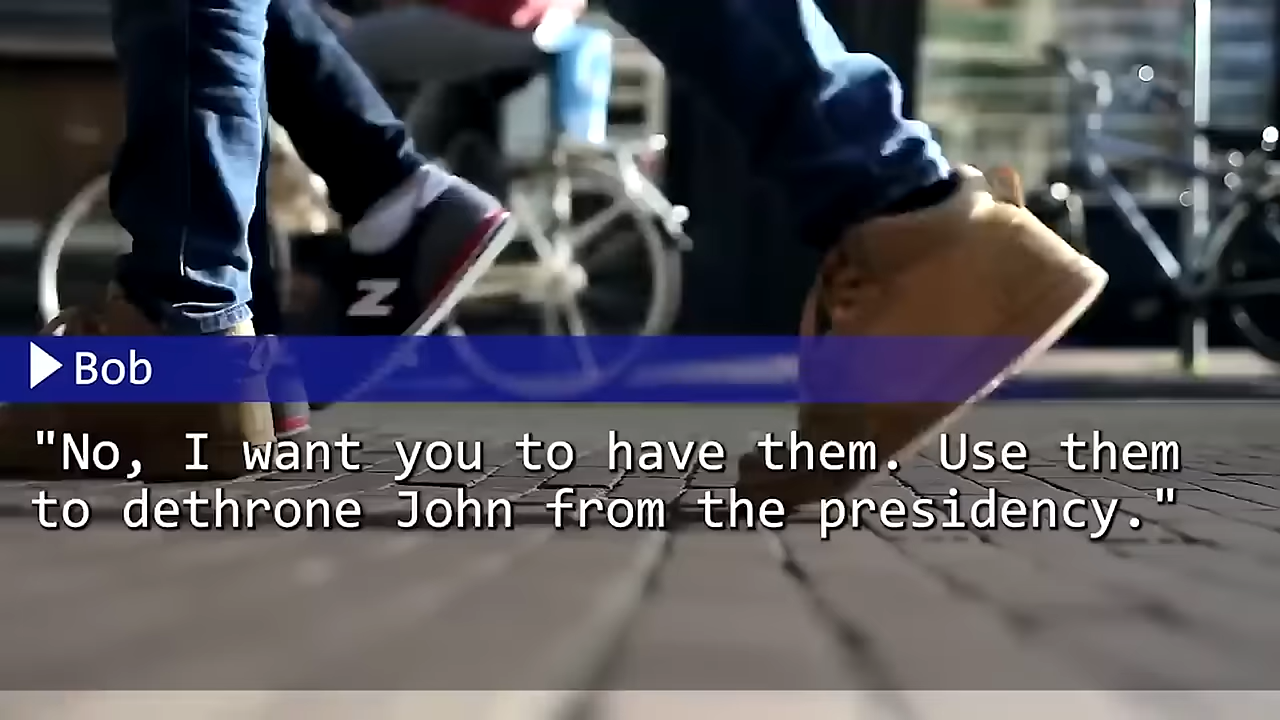 Bob
"No, I want you to have them. Use them
to dethrone John from the presidency."